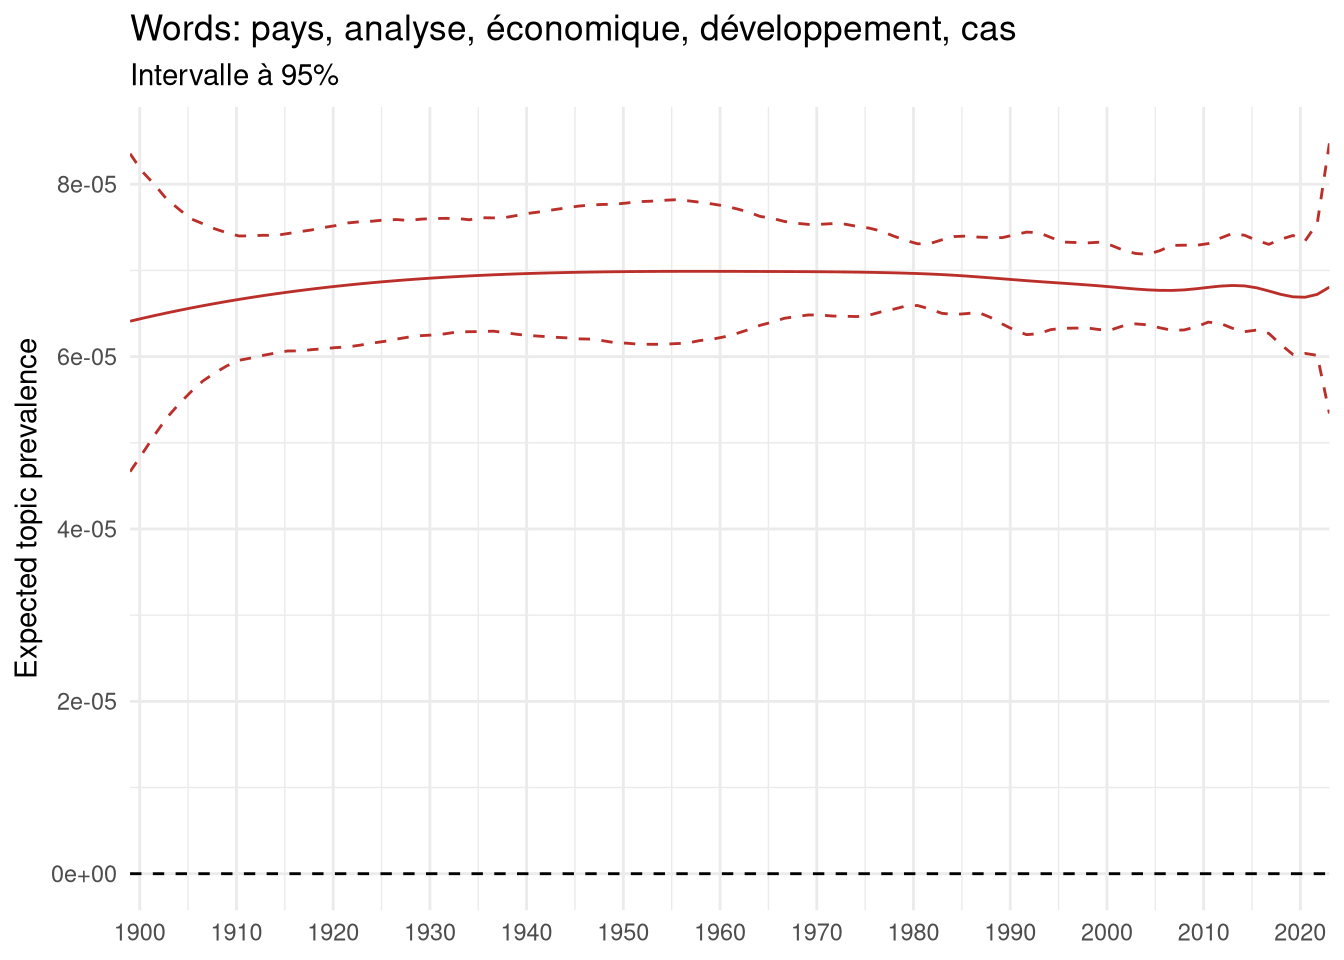 Words: pays, analyse, économique, développement, cas
Intervalle à 95%
Expected topic prevalence
8e-05
6e-05
4e-05
2e-05
0e+00
1900 1910 1920 1930 1940 1950 1960 1970 1980 1990 2000 2010 2020